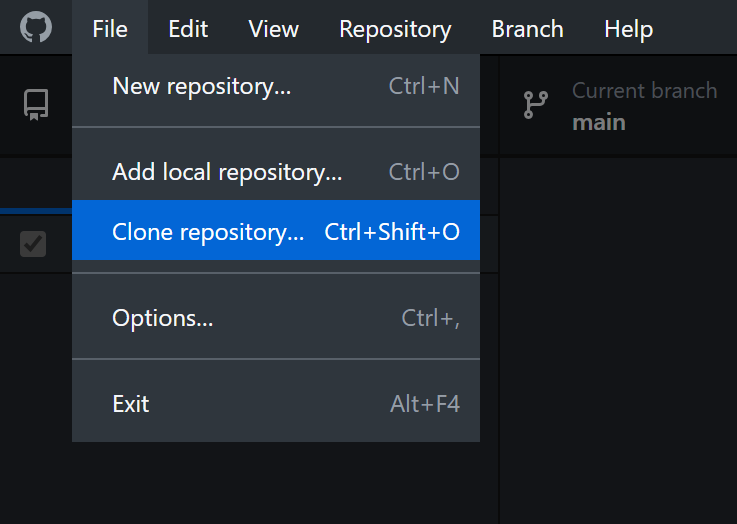 File Edit View Repository Branch Help
New repository... Ctrl+N
Current branch
main
Add local repository... Ctrl+O
Clone repository... Ctrl+Shift+O
Options... Ctrl+,
Exit Alt+F4